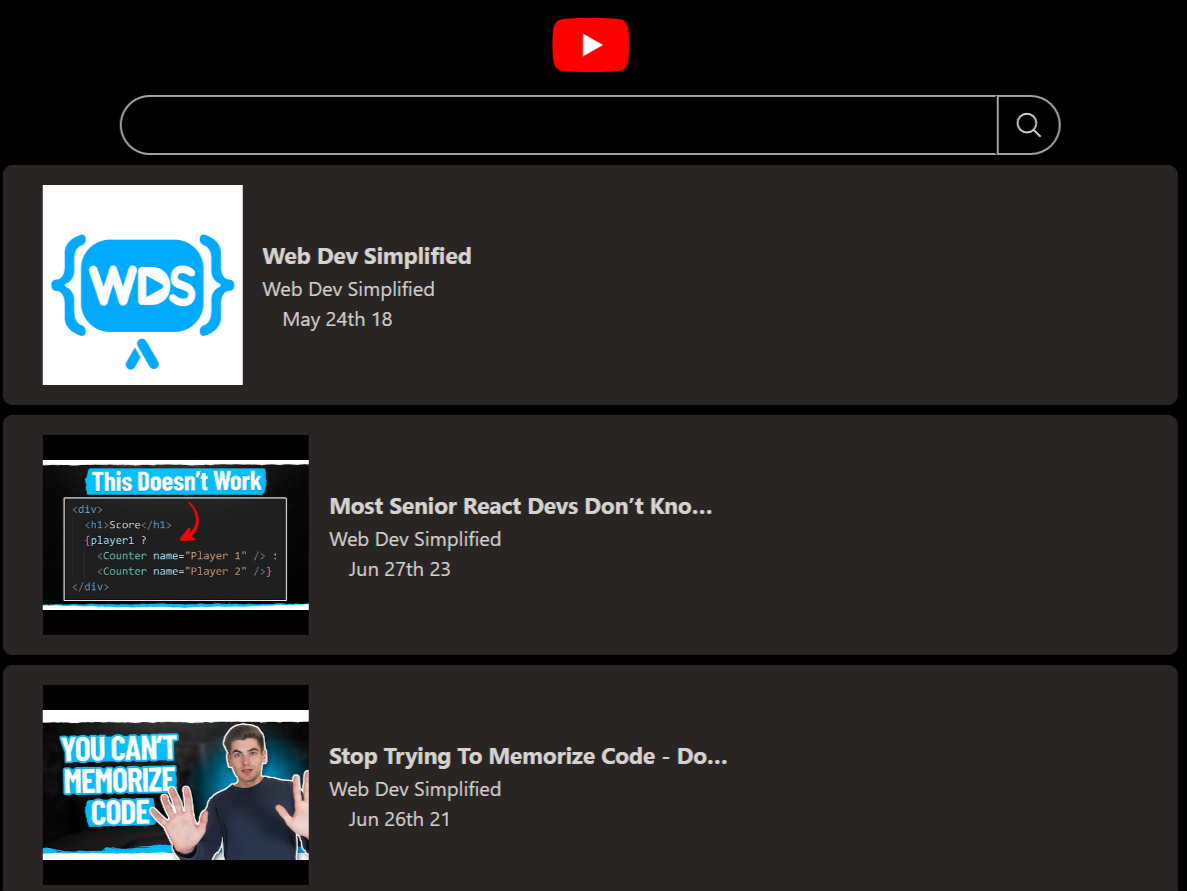 WDS
Web Dev Simplified
Web Dev Simplified
May 24th 18
This Doesn't Work
<div>
<h1>Score</h1>
{player1 ?
<Counter name="Player 1" /> :
<Counter name="Player 2" />}
</div>
Most Senior React Devs Don’t Kno...
Web Dev Simplified
Jun 27th 23
YOU CAN'T
MEMORIZE
CODE
Stop Trying To Memorize Code - Do...
Web Dev Simplified
Jun 26th 21